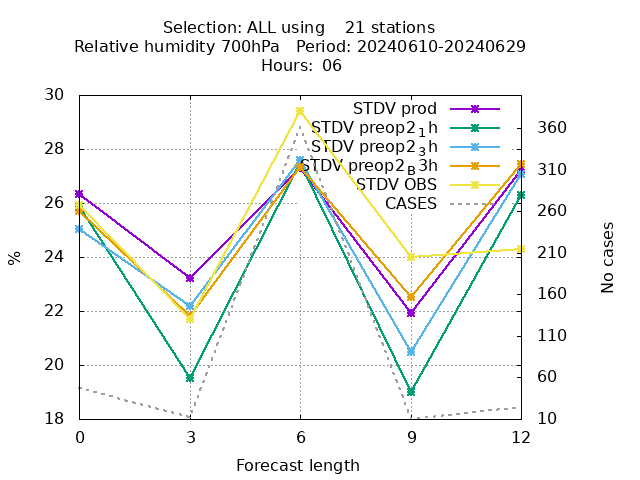 Selection: ALL using 21 stations
Relative humidity 700hPa Period: 20240610-20240629
Hours: 06
30
28
26
24
22
20
18
%
STDV prod
STDV preop2₁h
STDV preop2₃h
STDV preop2_B3h
STDV OBS
CASES
360
310
260
210
160
110
60
10
No cases
0 3 6 9 12
Forecast length